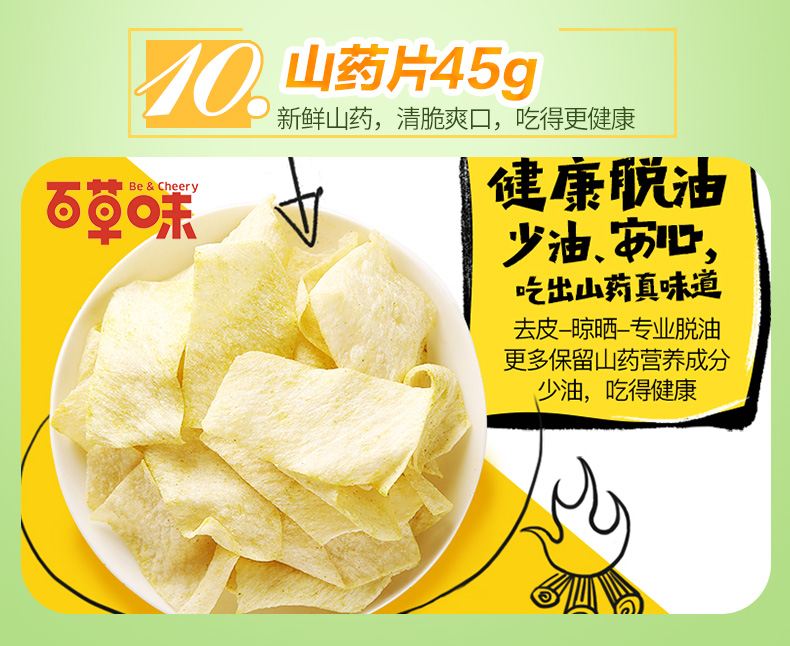 10.
山药片45g
新鲜山药，清脆爽口，吃得更健康
Be & Cheery
百草味
健康脱油
少油、安心，
吃出山药真味道
去皮–晾晒–专业脱油
更多保留山药营养成分
少油，吃得健康